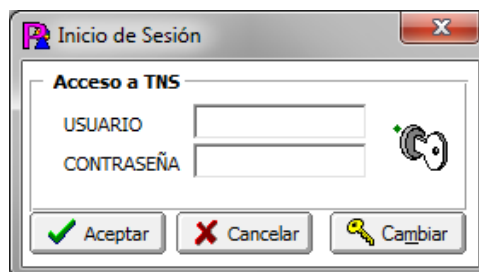 Inicio de Sesión
Acceso a TNS
USUARIO
CONTRASEÑA
Aceptar Cancelar Cambiar